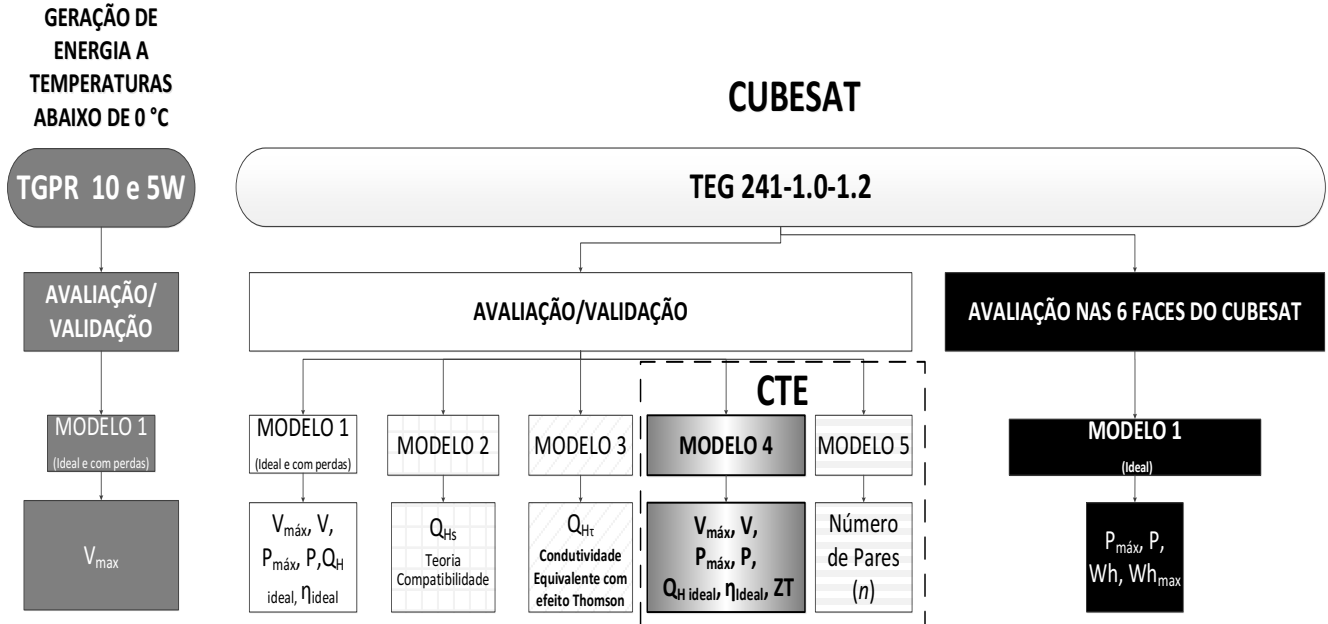 GERAÇÃO DE
ENERGIA A
TEMPERATURAS
ABAIXO DE 0 °C
CUBESAT
TGPR 10 e 5W
TEG 241-1.0-1.2
AVALIAÇÃO/
VALIDAÇÃO
AVALIAÇÃO/VALIDAÇÃO
AVALIAÇÃO NAS 6 FACES DO CUBESAT
CTE
MODELO 1
(Ideal e com perdas)
MODELO 1
(Ideal e com perdas)
MODELO 2
MODELO 3
MODELO 4
MODELO 5
MODELO 1
(Ideal)
Vmax
Vmáx, V,
Pmáx, P,QH
ideal, ηideal
QHs
Teoria
Compatibilidade
QHτ
Condutividade
Equivalente com
efeito Thomson
Vmáx, V,
Pmáx, P,
QH ideal, ηIdeal, ZT
Número
de Pares
(n)
Pmáx, P,
Wh, Whmax